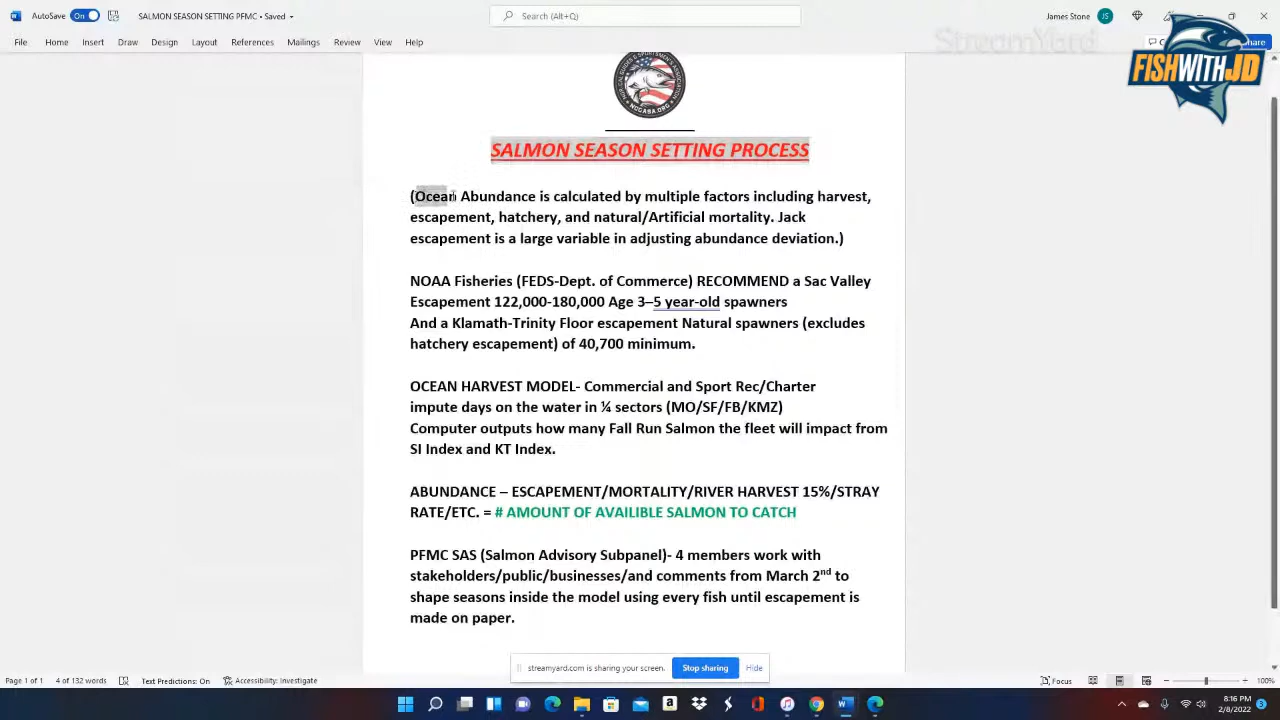 AutoSave On SALMON SEASON SETTING PFMC • Saved
Search (Alt+Q)
James Stone JS
File Home Insert Draw Design Layout References Mailings Review View Help
StreamYard
FISHWITHJD
NOGASA.ORG
SALMON SEASON SETTING PROCESS
(Ocean Abundance is calculated by multiple factors including harvest,
escapement, hatchery, and natural/Artificial mortality. Jack
escapement is a large variable in adjusting abundance deviation.)
NOAA Fisheries (FEDS-Dept. of Commerce) RECOMMEND a Sac Valley
Escapement 122,000-180,000 Age 3–5 year-old spawners
And a Klamath-Trinity Floor escapement Natural spawners (excludes
hatchery escapement) of 40,700 minimum.
OCEAN HARVEST MODEL- Commercial and Sport Rec/Charter
impute days on the water in ¼ sectors (MO/SF/FB/KMZ)
Computer outputs how many Fall Run Salmon the fleet will impact from
SI Index and KT Index.
ABUNDANCE – ESCAPEMENT/MORTALITY/RIVER HARVEST 15%/STRAY
RATE/ETC. = # AMOUNT OF AVAILIBLE SALMON TO CATCH
PFMC SAS (Salmon Advisory Subpanel)- 4 members work with
stakeholders/public/businesses/and comments from March 2nd to
shape seasons inside the model using every fish until escapement is
made on paper.
streamyard.com is sharing your screen. Stop sharing Hide
Page 1 of 1 4 of 132 words Text Predictions: On Accessibility: Investigate Focus 100%
8:16 PM
2/8/2022